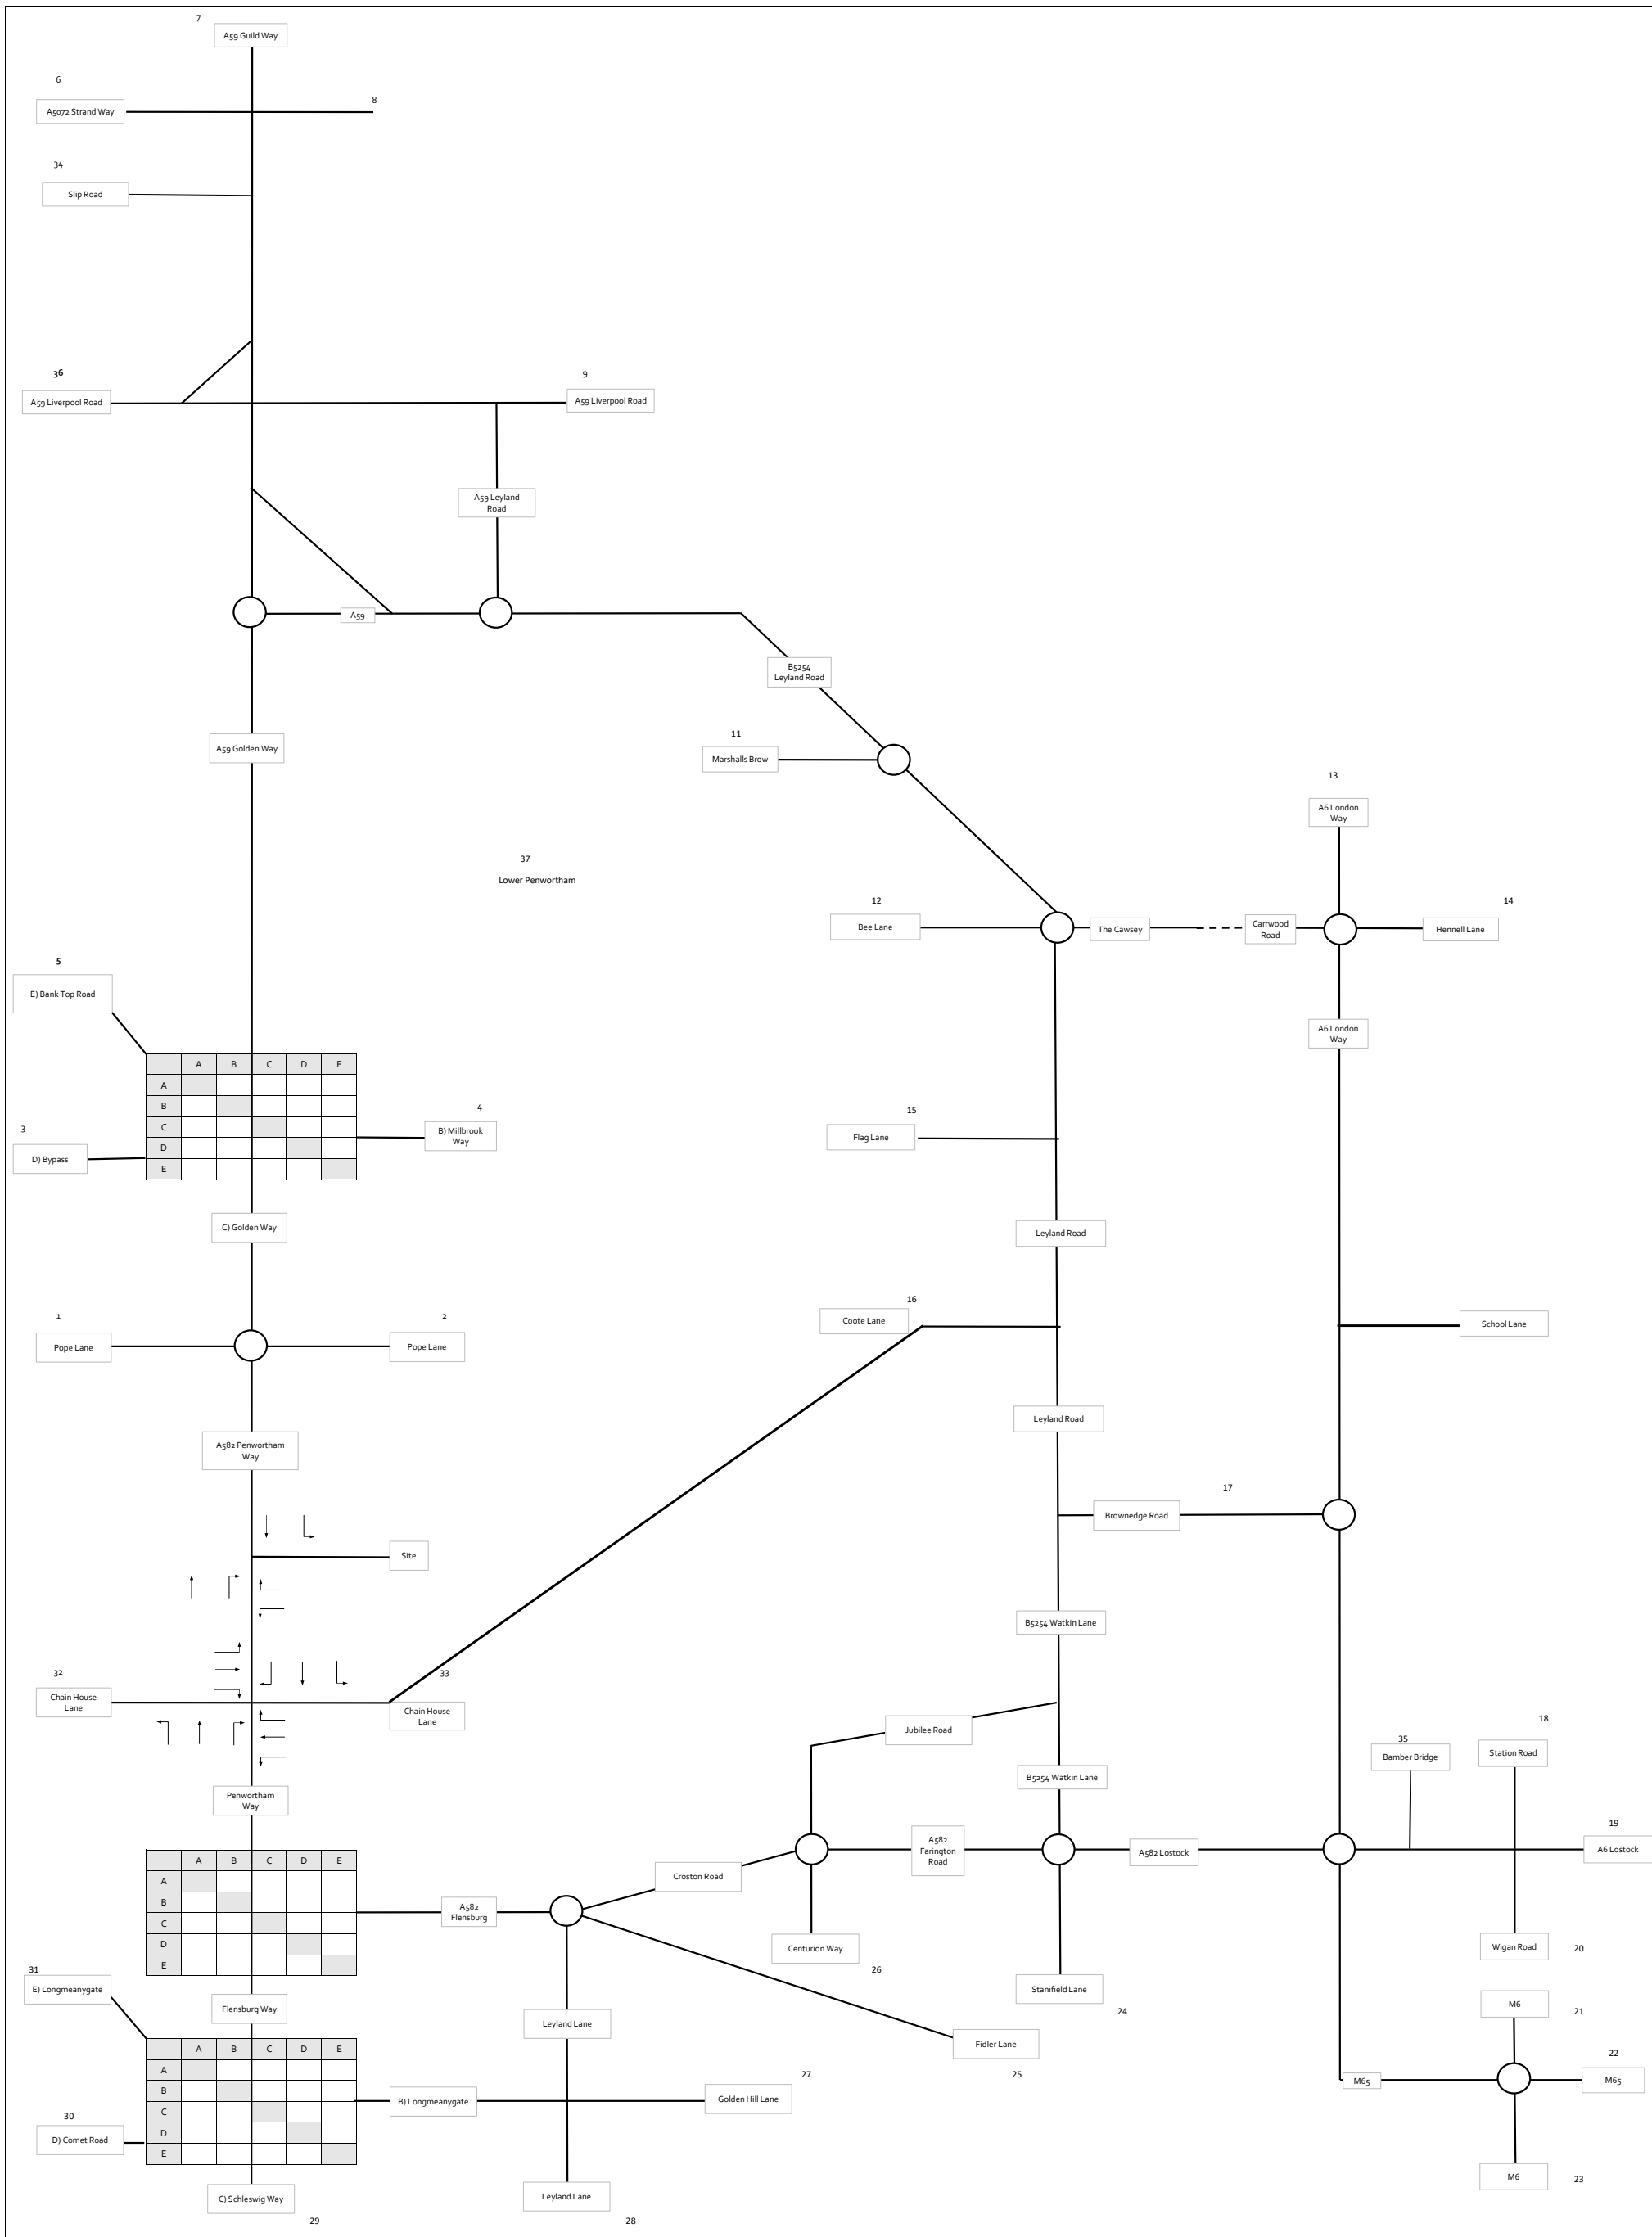 7
A59 Guild Way
6
8
A5072 Strand Way
34
Slip Road
36
9
A59 Liverpool Road
A59 Liverpool Road
A59 Leyland
Road
A59
B5254
Leyland Road
11
A59 Golden Way
Marshalls Brow
13
A6 London
Way
37
Lower Penwortham
12
14
Bee Lane
The Cawsey
Carrwood
Road
Hennell Lane
5
E) Bank Top Road
A6 London
Way
A B C D E
A
B
C
D
E
4
B) Millbrook
Way
3
D) Bypass
15
Flag Lane
C) Golden Way
Leyland Road
16
1
2
Coote Lane
School Lane
Pope Lane
Pope Lane
Leyland Road
A582 Penwortham
Way
17
Brownedge Road
Site
B5254 Watkin Lane
32
33
Chain House
Lane
Chain House
Lane
Jubilee Road
18
35
Bamber Bridge
Station Road
B5254 Watkin Lane
Penwortham
Way
19
A582
Farington
Road
A582 Lostock
A6 Lostock
A B C D E
A
B
C
D
E
Croston Road
A582
Flensburg
Centurion Way
26
Wigan Road
20
31
E) Longmeanygate
Stanifield Lane
24
Flensburg Way
M6
21
Leyland Lane
Fidler Lane
25
A B C D E
A
B
C
D
E
22
M65
M65
27
B) Longmeanygate
Golden Hill Lane
30
D) Comet Road
M6
23
C) Schleswig Way
29
Leyland Lane
28